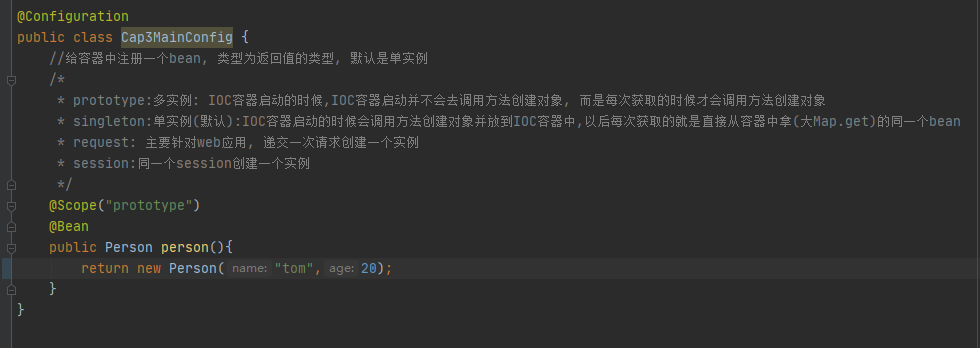 @Configuration
public class Cap3MainConfig {
//给容器中注册一个bean, 类型为返回值的类型, 默认是单实例
/*
* prototype:多实例: IOC容器启动的时候,IOC容器启动并不会去调用方法创建对象, 而是每次获取的时候才会调用方法创建对象
* singleton:单实例(默认):IOC容器启动的时候会调用方法创建对象并放到IOC容器中,以后每次获取的就是直接从容器中拿(大Map.get)的同一个bean
* request: 主要针对web应用, 递交一次请求创建一个实例
* session:同一个session创建一个实例
*/
@Scope("prototype")
@Bean
public Person person(){
return new Person( name: "tom", age: 20);
}
}